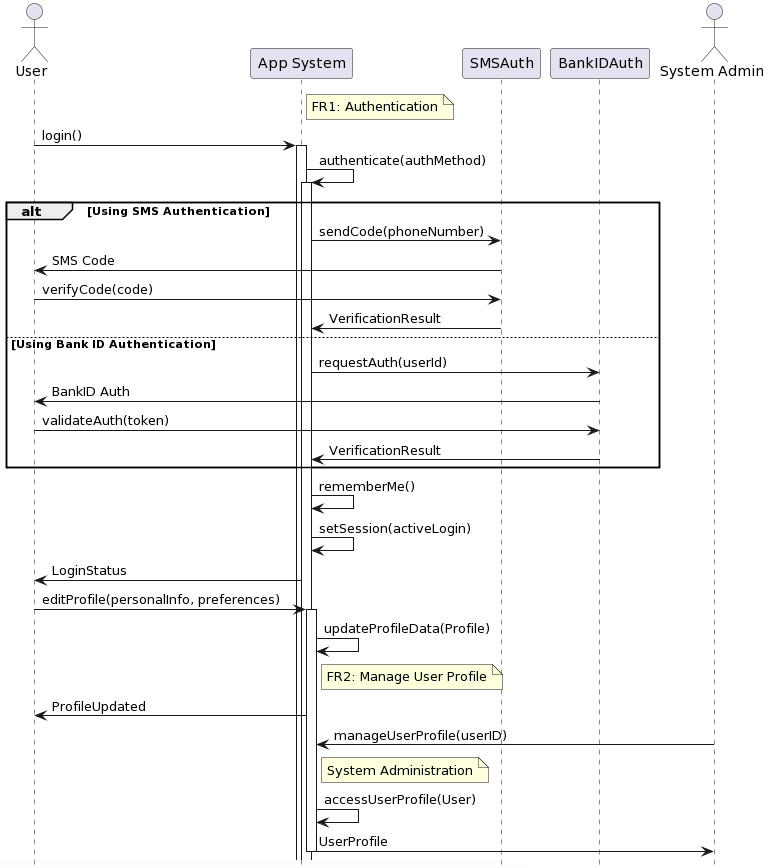 User
App System
SMSAuth
BankIDAuth
System Admin
FR1: Authentication
login()
authenticate(authMethod)
alt [Using SMS Authentication]
sendCode(phoneNumber)
SMS Code
verifyCode(code)
VerificationResult
[Using Bank ID Authentication]
requestAuth(userId)
BankID Auth
validateAuth(token)
VerificationResult
rememberMe()
setSession(activeLogin)
LoginStatus
editProfile(personalInfo, preferences)
updateProfileData(Profile)
FR2: Manage User Profile
ProfileUpdated
manageUserProfile(userID)
System Administration
accessUserProfile(User)
UserProfile